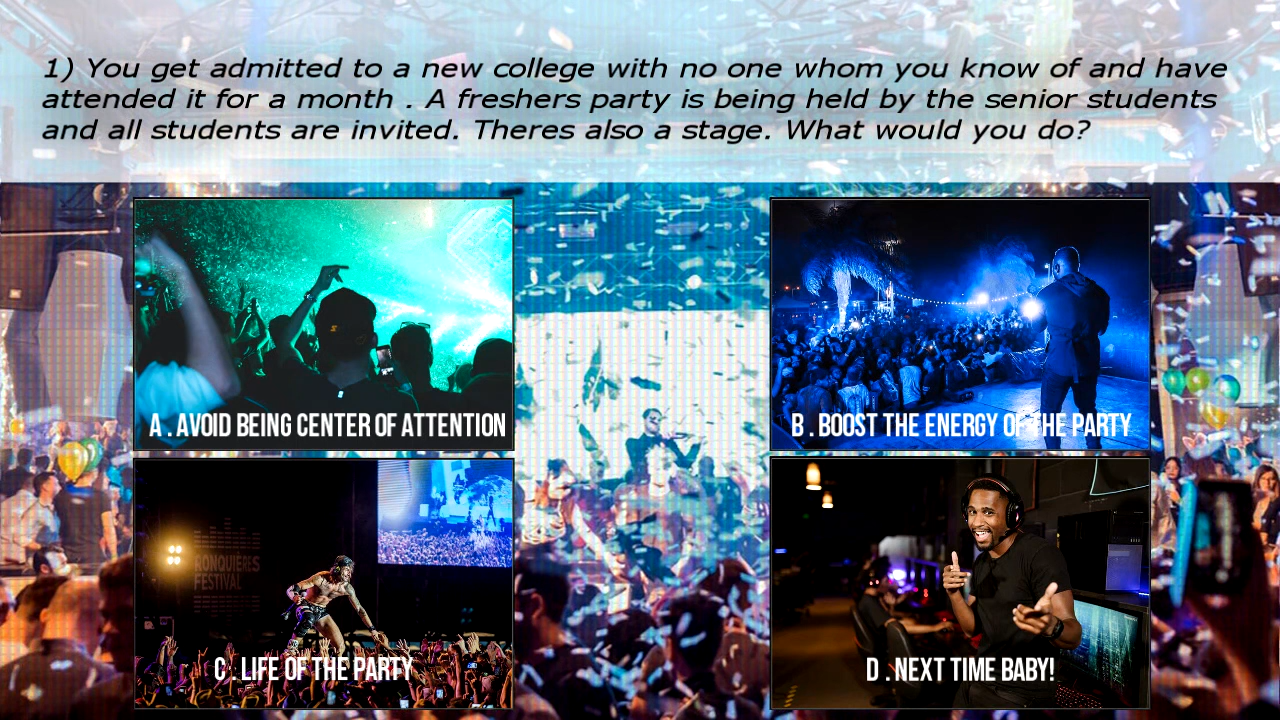 1) You get admitted to a new college with no one whom you know of and have
attended it for a month . A freshers party is being held by the senior students
and all students are invited. Theres also a stage. What would you do?
A . AVOID BEING CENTER OF ATTENTION
B . BOOST THE ENERGY OF THE PARTY
RONQUIÈRES
FESTIVAL
C . LIFE OF THE PARTY
D . NEXT TIME BABY!